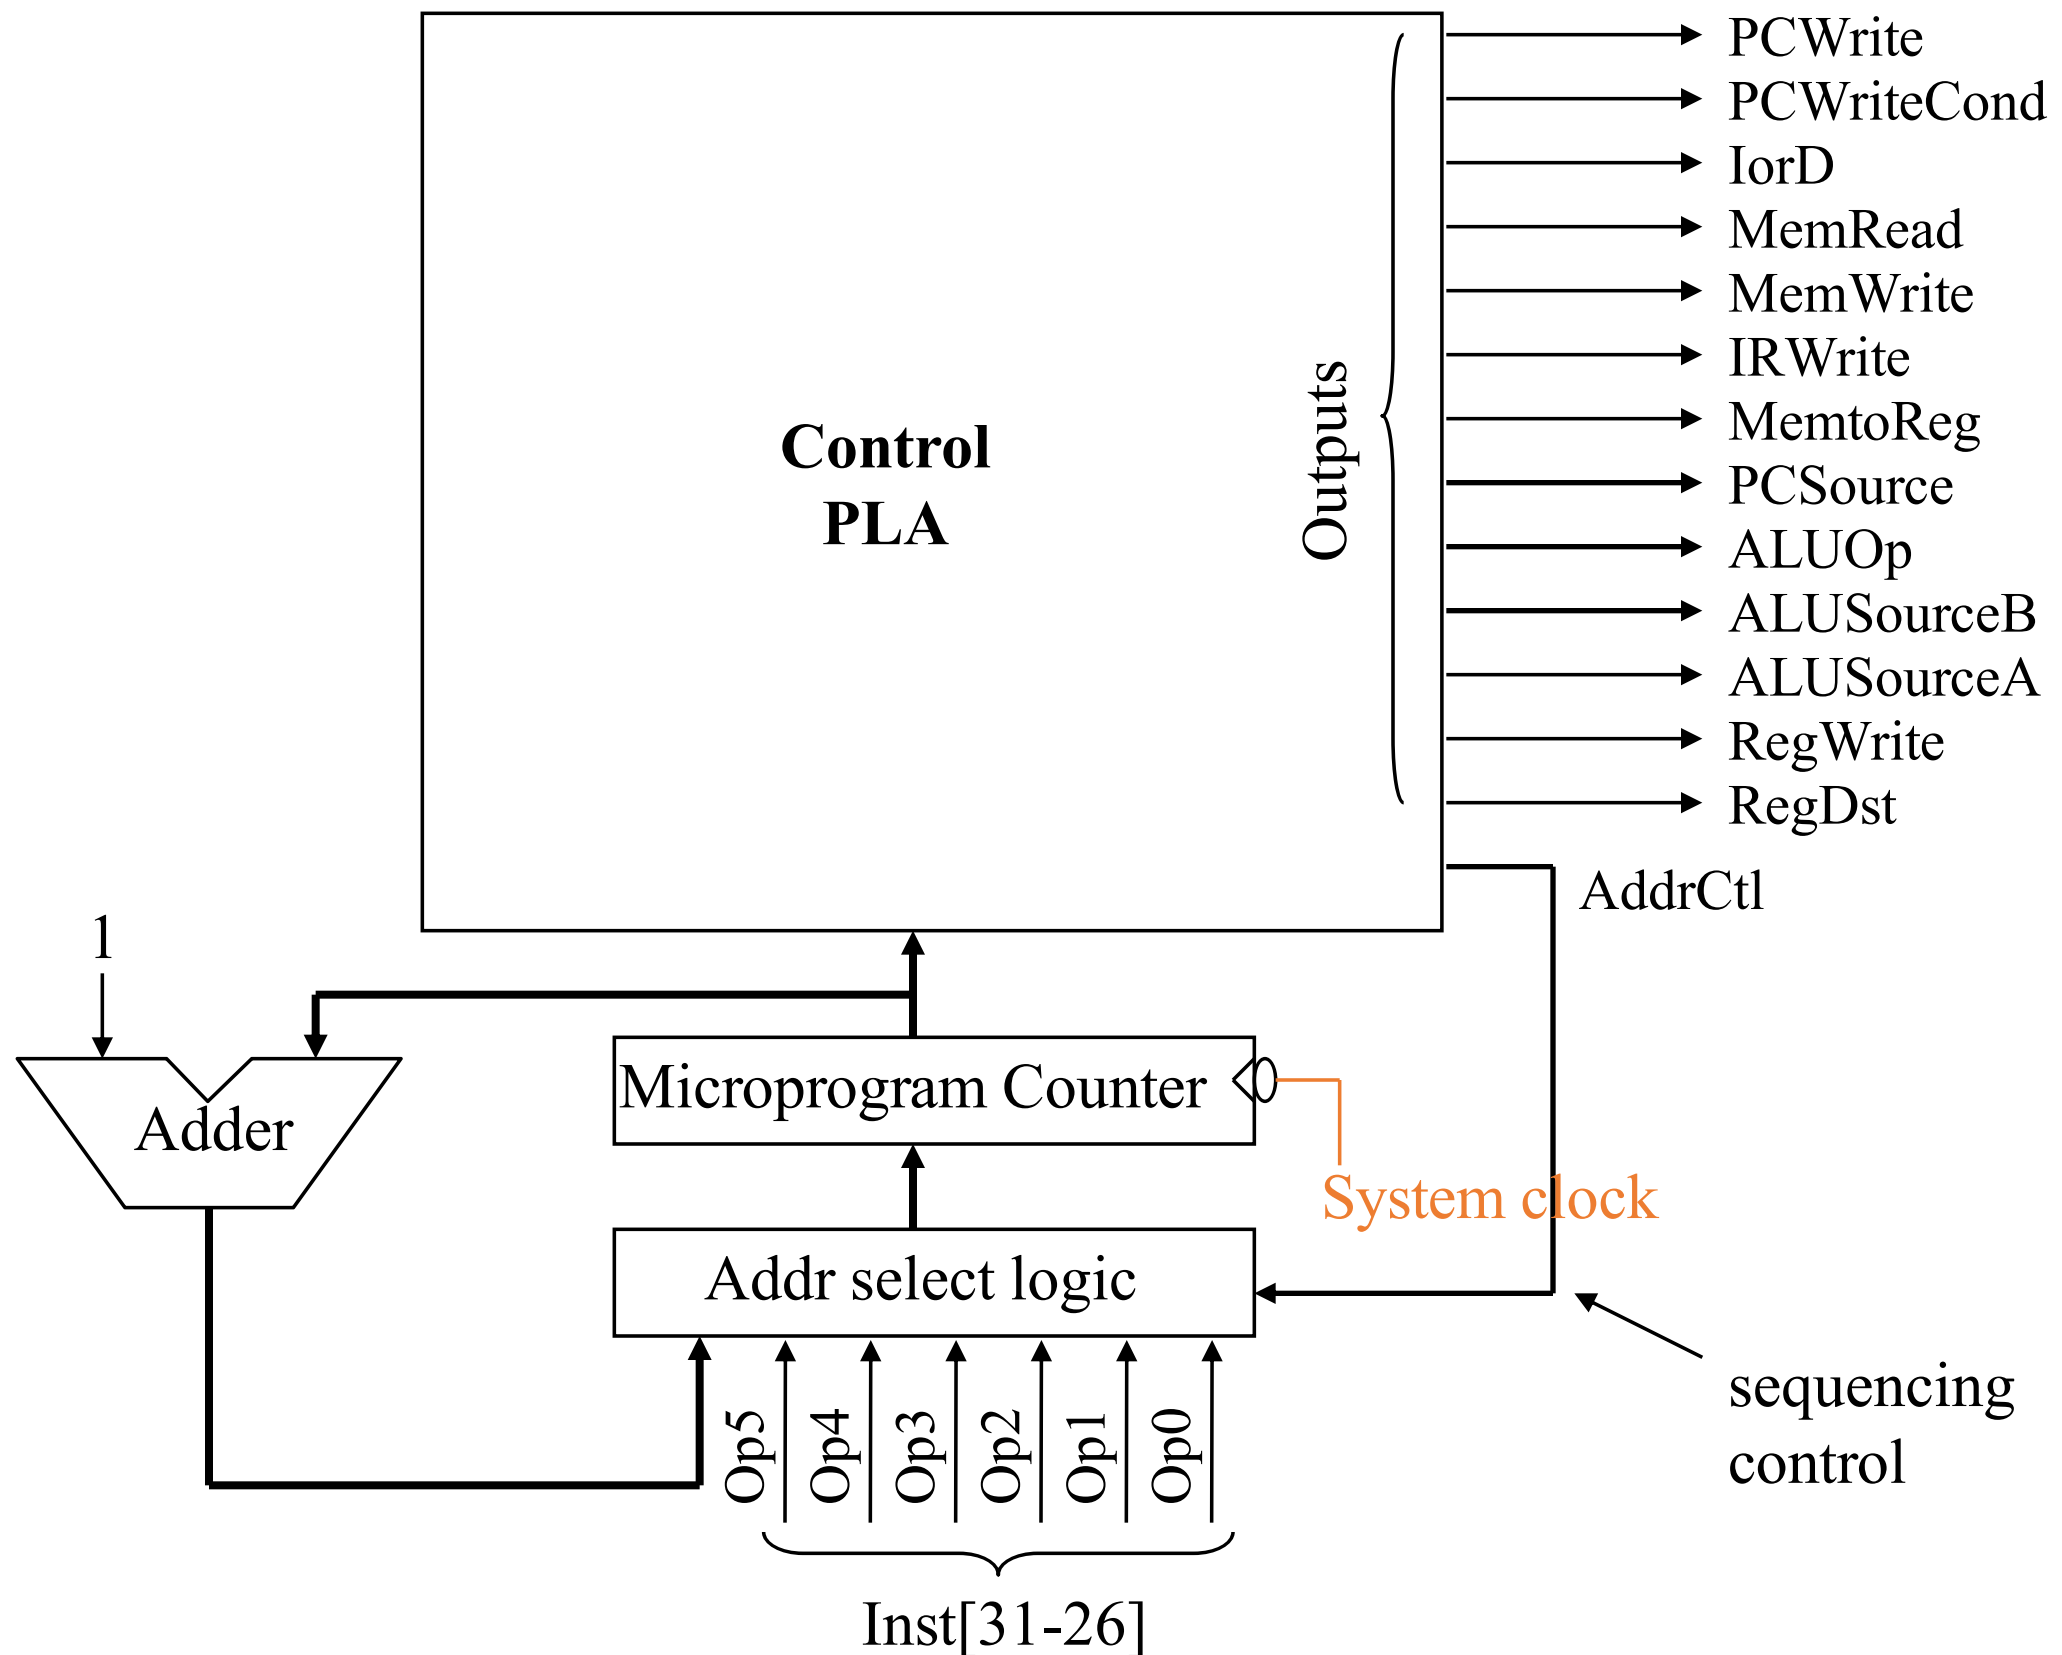 PCWrite
PCWriteCond
IorD
MemRead
MemWrite
IRWrite
MemtoReg
PCSource
ALUOp
ALUSourceB
ALUSourceA
RegWrite
RegDst
Outputs
Control
PLA
AddrCtl
1
Adder
Microprogram Counter
System clock
Addr select logic
Op5
Op4
Op3
Op2
Op1
Op0
sequencing
control
Inst[31-26]